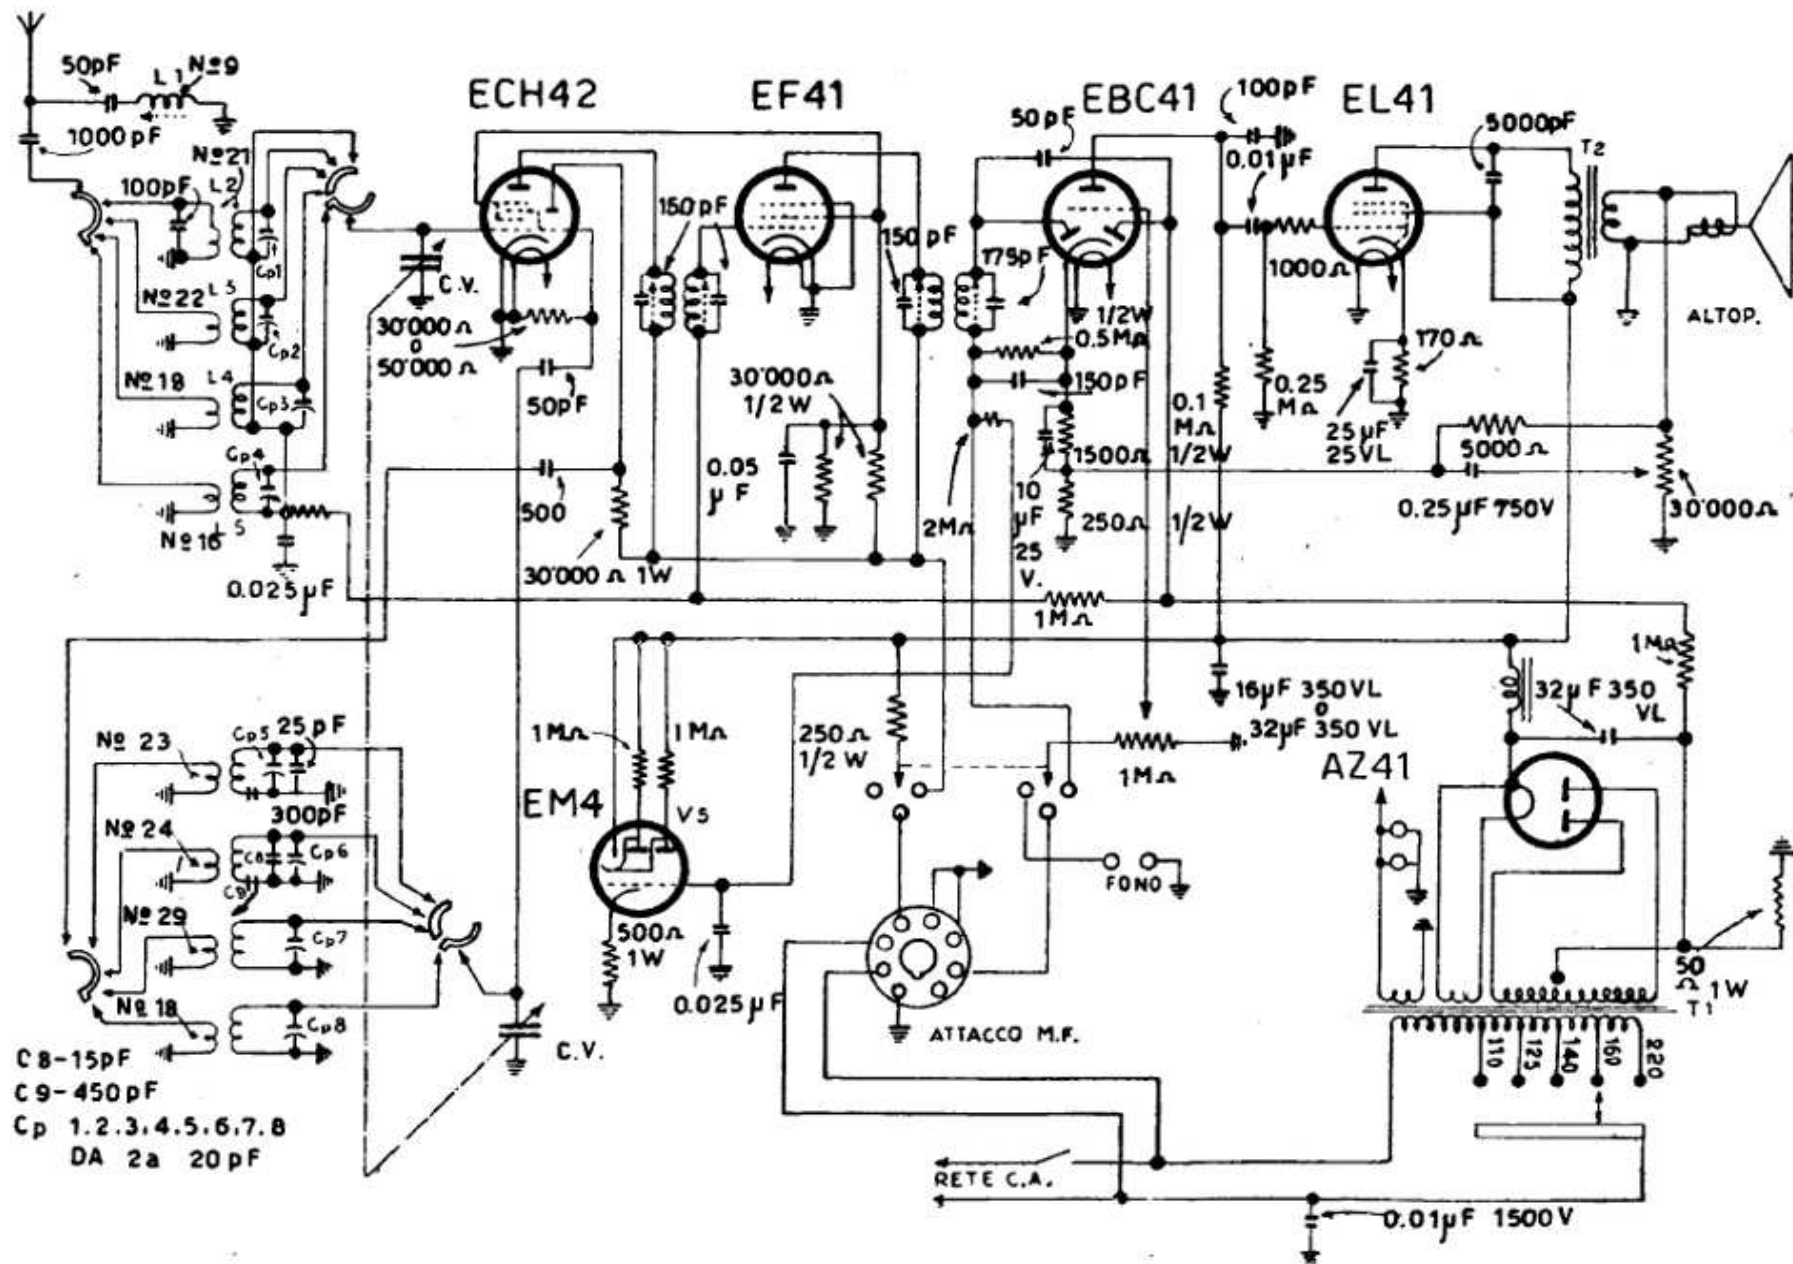 50pF
L1
No9
1000pF
ECH42
EF41
EBC41
EL41
100pF
50pF
0.01µF
5000pF
T2
No21
100pF
L2
Cp1
150pF
150pF
175pF
C.V.
1000Ω
ALTOP.
No22
L3
Cp2
30'000Ω
O
50'000Ω
1/2W
0.5MΩ
170Ω
No18
L4
Cp3
50pF
30'000Ω
1/2W
150pF
0.1
MΩ
1/2W
0.25
MΩ
25µF
25VL
5000Ω
Cp4
0.05
µF
1500Ω
500
2MΩ
10
µF
25
V.
250Ω
1/2W
0.25µF 750V
30'000Ω
No16
L5
0.025µF
30'000Ω 1W
1MΩ
1MΩ
16µF 350VL
O
32µF 350VL
32µF 350
VL
No 23
Cp5
25pF
1MΩ
1MΩ
250Ω
1/2W
1MΩ
AZ41
300pF
EM4
V5
No24
C8
Cp6
C9
FONO
No29
Cp7
500Ω
1W
0.025µF
50
Ω
1W
T1
No18
Cp8
C.V.
ATTACCO M.F.
110
125
140
160
220
C8-15pF
C9-450pF
Cp 1.2.3.4.5.6.7.8
DA 2a 20pF
RETE C.A.
0.01µF 1500V